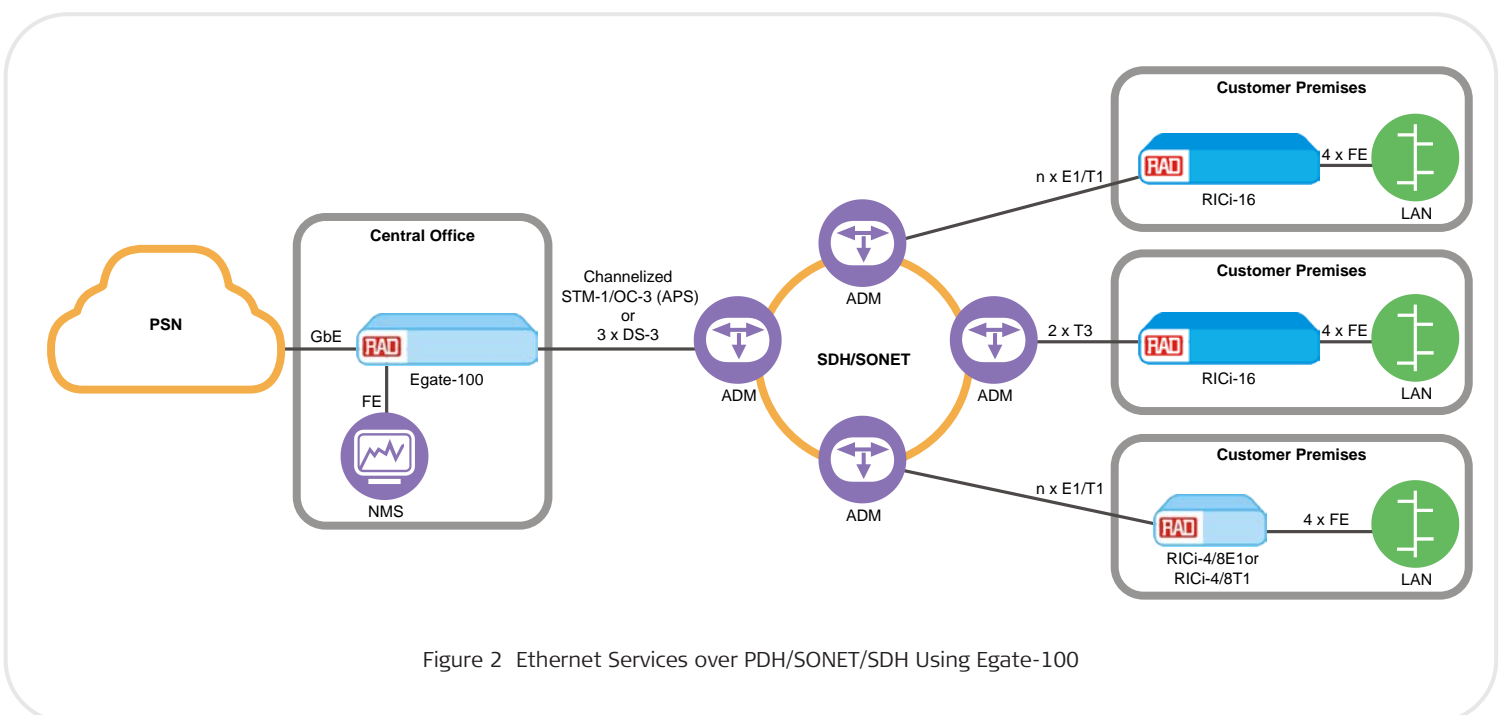 PSN
GbE
Central Office
RAD
Egate-100
FE
NMS
Channelized
STM-1/OC-3 (APS)
or
3 x DS-3
ADM
ADM
SDH/SONET
ADM
ADM
n x E1/T1
2 x T3
n x E1/T1
Customer Premises
RAD
RICi-16
4 x FE
LAN
Customer Premises
RAD
RICi-16
4 x FE
LAN
Customer Premises
RAD
RICi-4/8E1or
RICi-4/8T1
4 x FE
LAN
Figure 2 Ethernet Services over PDH/SONET/SDH Using Egate-100